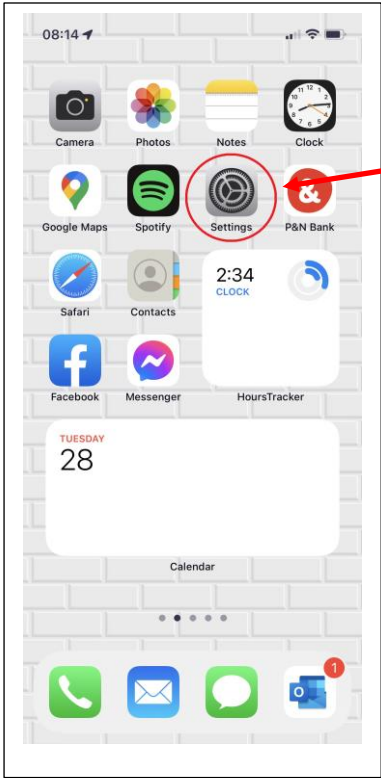 08:14
Camera Photos Notes Clock
Google Maps Spotify Settings P&N Bank
&
Safari Contacts
2:34
CLOCK
Facebook Messenger HoursTracker
TUESDAY
28
Calendar
1